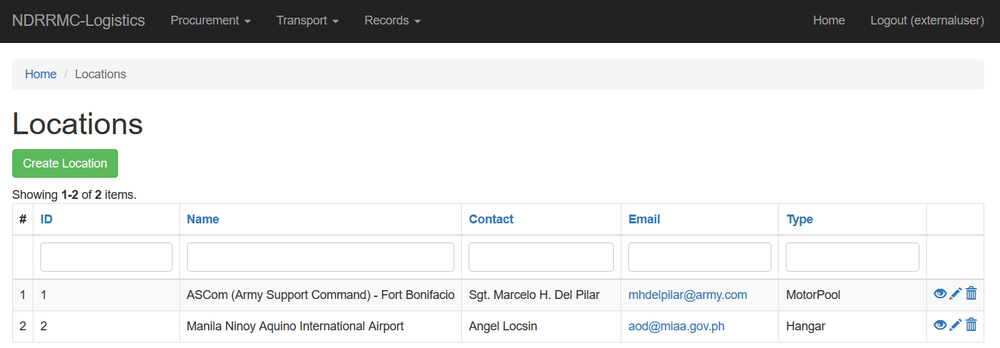 NDRRMC-Logistics Procurement Transport Records Home Logout (externaluser)
Home / Locations
Locations
Create Location
Showing 1-2 of 2 items.
# ID Name Contact Email Type
1 1 ASCom (Army Support Command) - Fort Bonifacio Sgt. Marcelo H. Del Pilar mhdelpilar@army.com MotorPool
2 2 Manila Ninoy Aquino International Airport Angel Locsin aod@miaa.gov.ph Hangar